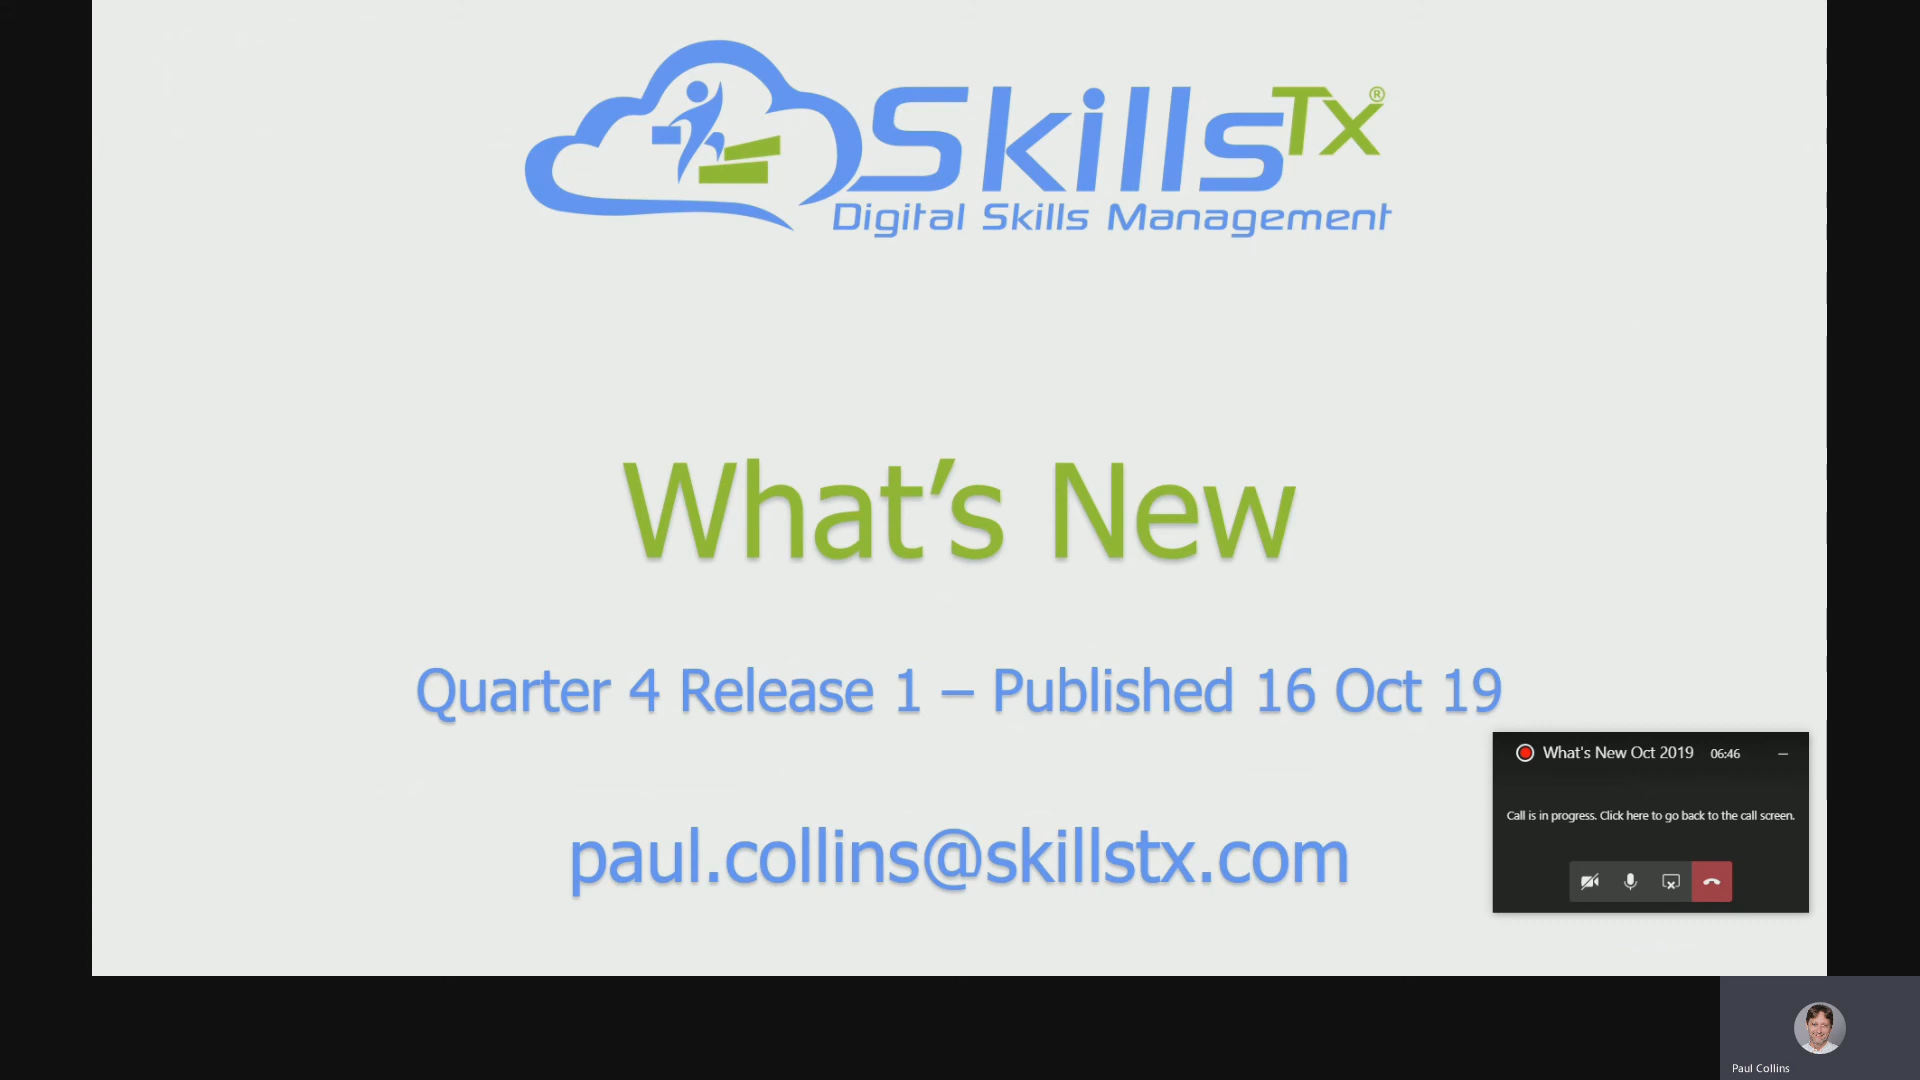 SkillsTx®
Digital Skills Management
What's New
Quarter 4 Release 1 – Published 16 Oct 19
What's New Oct 2019 06:46
Call is in progress. Click here to go back to the call screen.
paul.collins@skillstx.com
Paul Collins